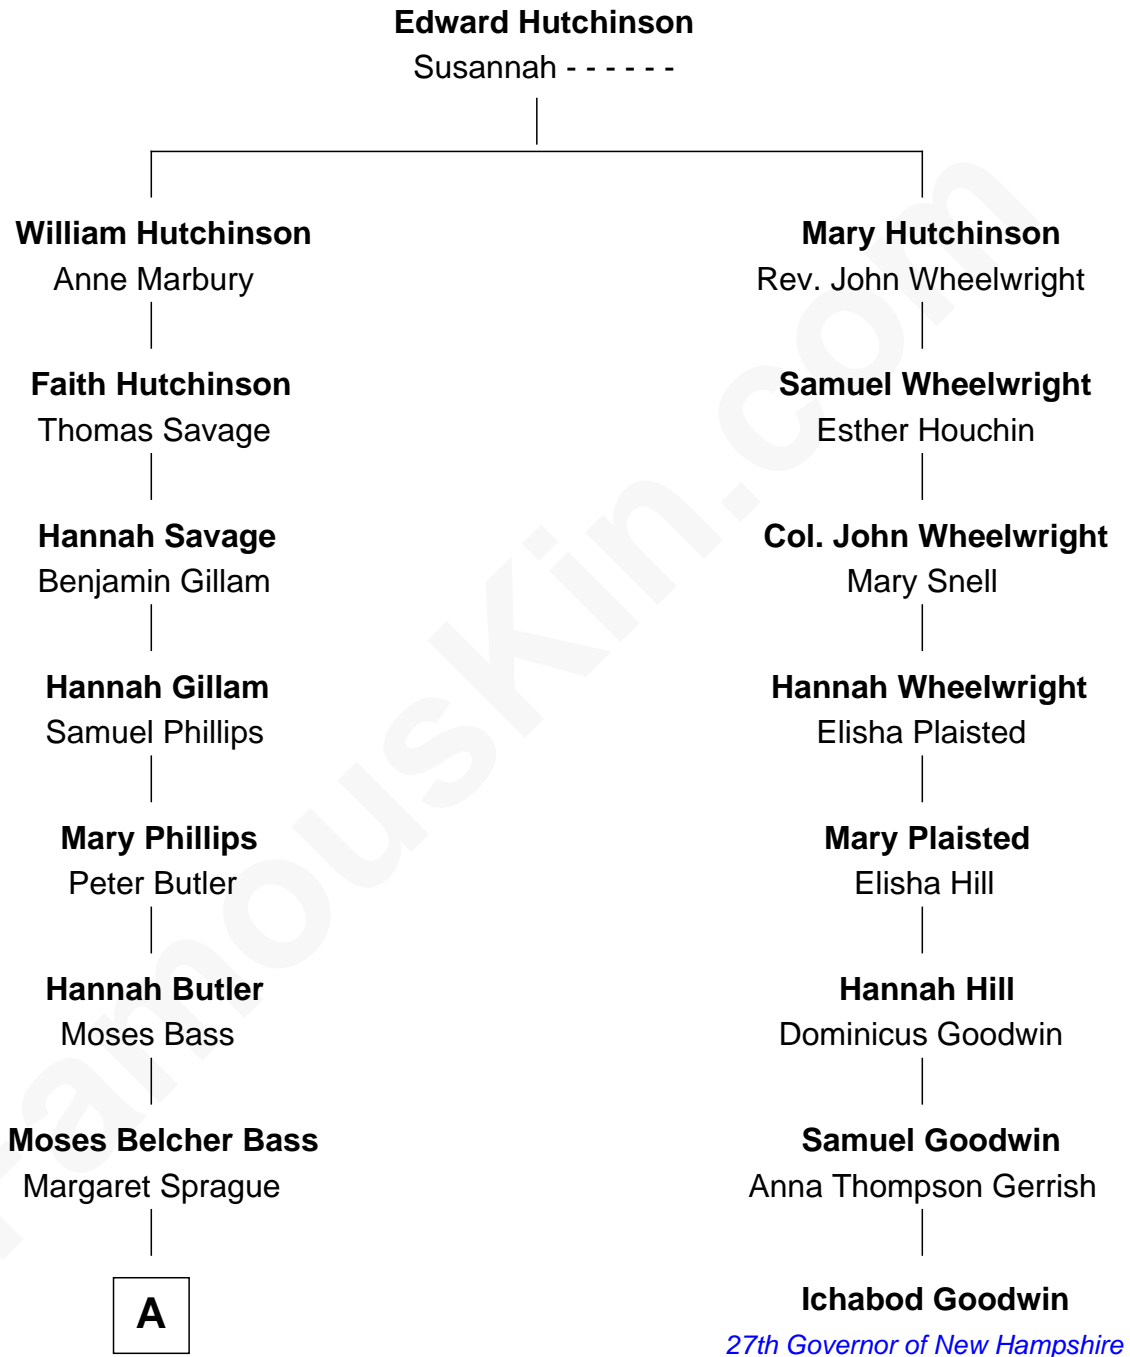 Edward Hutchinson
Susannah - - - - - -
William Hutchinson
Anne Marbury
Mary Hutchinson
Rev. John Wheelwright
Faith Hutchinson
Thomas Savage
Samuel Wheelwright
Esther Houchin
Hannah Savage
Benjamin Gillam
Col. John Wheelwright
Mary Snell
Hannah Gillam
Samuel Phillips
Hannah Wheelwright
Elisha Plaisted
Mary Phillips
Peter Butler
Mary Plaisted
Elisha Hill
Hannah Butler
Moses Bass
Hannah Hill
Dominicus Goodwin
Moses Belcher Bass
Margaret Sprague
Samuel Goodwin
Anna Thompson Gerrish
A
Ichabod Goodwin
27th Governor of New Hampshire
FamousKin.com